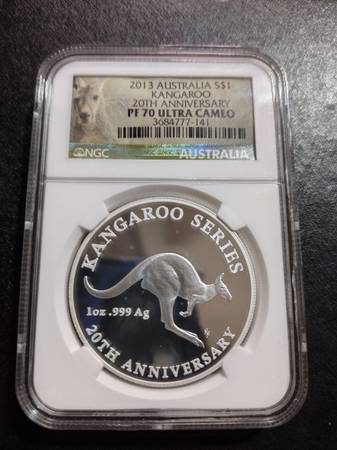 2013 AUSTRALIA S$1
KANGAROO
20TH ANNIVERSARY
PF 70 ULTRA CAMEO
3684777-141
NGC
AUSTRALIA
KANGAROO SERIES
1oz .999 Ag
20TH ANNIVERSARY